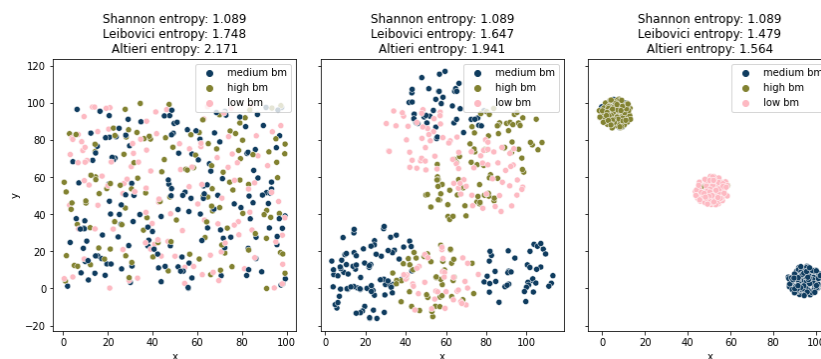 Shannon entropy: 1.089
Leibovici entropy: 1.748
Altieri entropy: 2.171
Shannon entropy: 1.089
Leibovici entropy: 1.647
Altieri entropy: 1.941
Shannon entropy: 1.089
Leibovici entropy: 1.479
Altieri entropy: 1.564
medium bm
high bm
low bm
medium bm
high bm
low bm
medium bm
high bm
low bm
y
120
100
80
60
40
20
0
−20
0 20 40 60 80 100
0 20 40 60 80 100
0 20 40 60 80 100
x
x
x